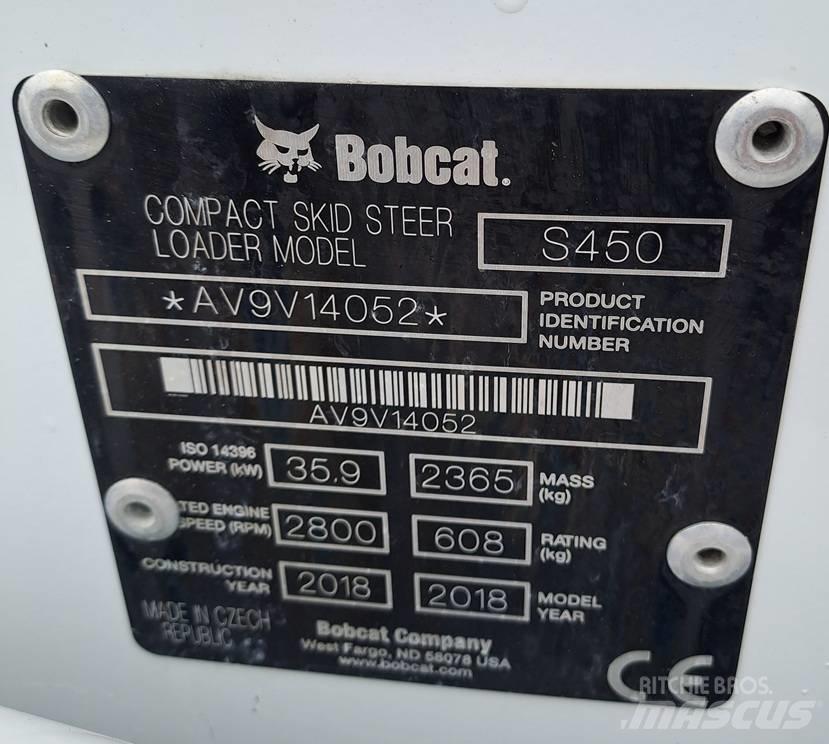 Bobcat.
COMPACT SKID STEER
LOADER MODEL
S450
*AV9V14052*
PRODUCT
IDENTIFICATION
NUMBER
AV9V14052
ISO 14396
POWER (kW)
35.9
2365
MASS
(kg)
TED ENGINE
SPEED (RPM)
2800
608
RATING
(kg)
CONSTRUCTION
YEAR
2018
2018
MODEL
YEAR
MADE IN CZECH
REPUBLIC
Bobcat Company
West Fargo, ND 58078 USA
www.bobcat.com
CE
RITCHIE BROS.
MASCUS